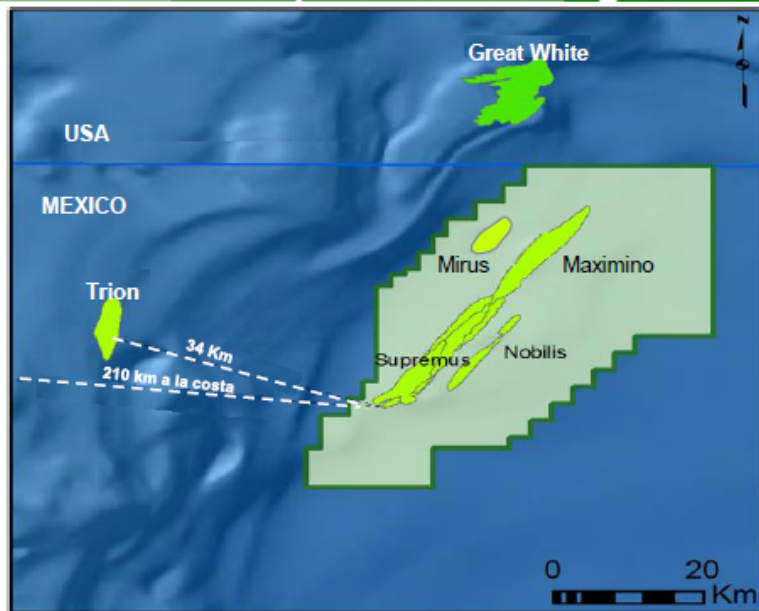 Great White
N
USA
MEXICO
Mirus
Maximino
Trion
34 Km
Supremus
Nobilis
210 km a la costa
0 20
Km